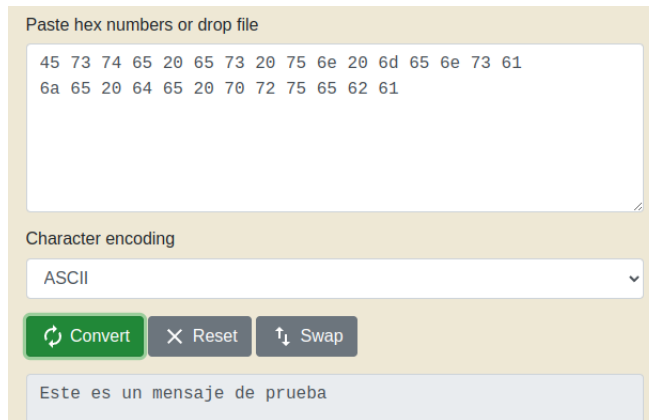 Paste hex numbers or drop file
45 73 74 65 20 65 73 20 75 6e 20 6d 65 6e 73 61
6a 65 20 64 65 20 70 72 75 65 62 61
Character encoding
ASCII
Convert Reset Swap
Este es un mensaje de prueba